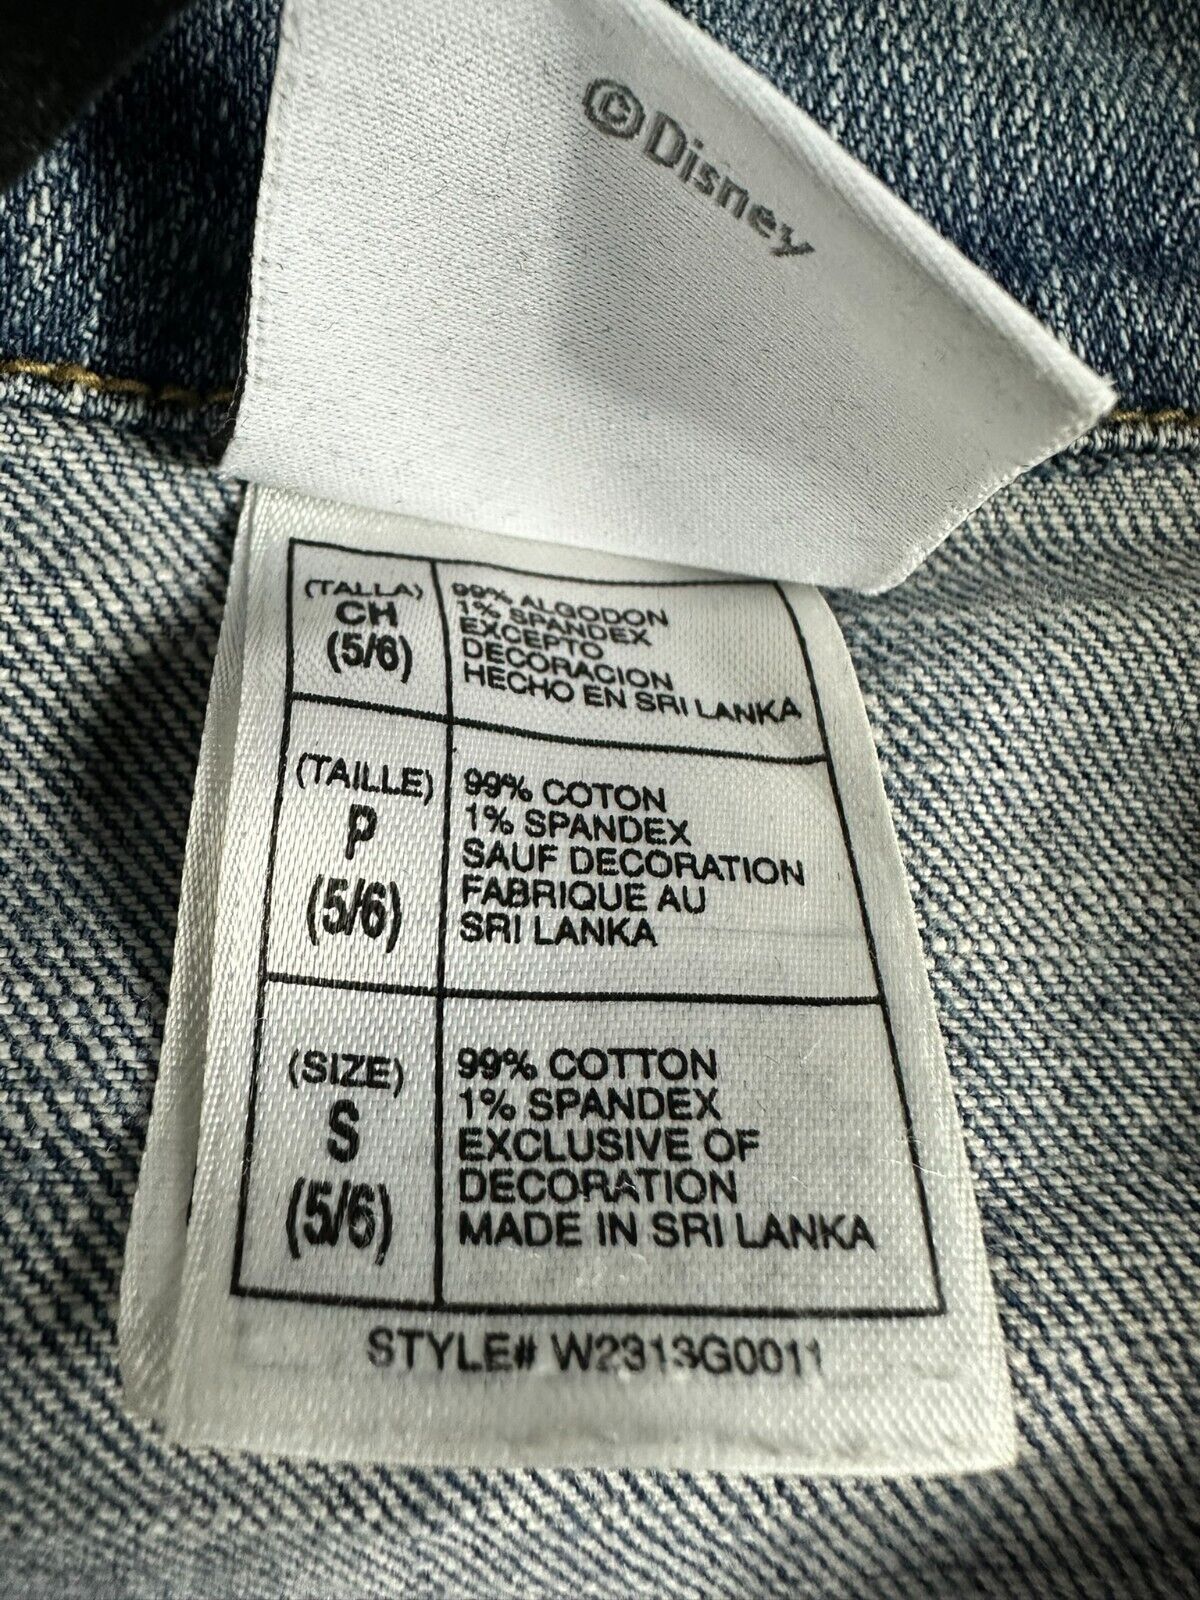 ©Disney
(TALLA)
CH
(5/6)
99% ALGODON
1% SPANDEX
EXCEPTO
DECORACION
HECHO EN SRI LANKA
(TAILLE)
P
(5/6)
99% COTON
1% SPANDEX
SAUF DECORATION
FABRIQUE AU
SRI LANKA
(SIZE)
S
(5/6)
99% COTTON
1% SPANDEX
EXCLUSIVE OF
DECORATION
MADE IN SRI LANKA
STYLE# W2313G0011